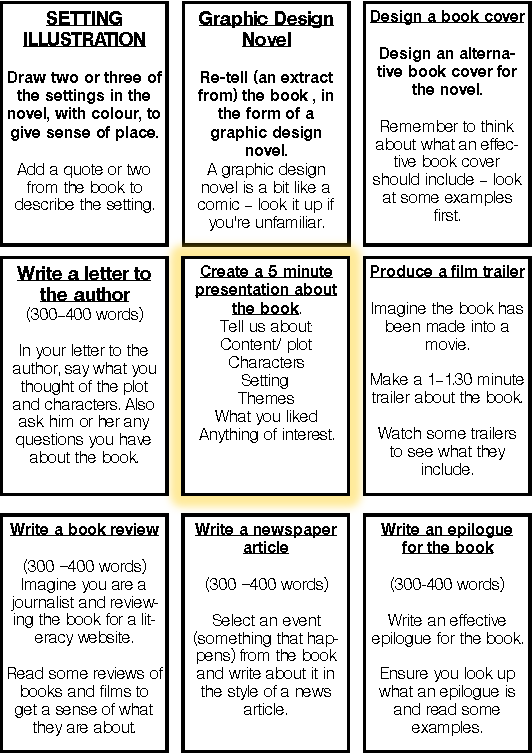 SETTING
ILLUSTRATION
Draw two or three of
the settings in the
novel, with colour, to
give sense of place.
Add a quote or two
from the book to
describe the setting.
Graphic Design
Novel
Re-tell (an extract
from) the book , in
the form of a
graphic design
novel.
A graphic design
novel is a bit like a
comic – look it up if
you're unfamiliar.
Design a book cover
Design an alterna-
tive book cover for
the novel.
Remember to think
about what an effec-
tive book cover
should include – look
at some examples
first.
Write a letter to
the author
(300–400 words)
In your letter to the
author, say what you
thought of the plot
and characters. Also
ask him or her any
questions you have
about the book.
Create a 5 minute
presentation about
the book.
Tell us about
Content/ plot
Characters
Setting
Themes
What you liked
Anything of interest.
Produce a film trailer
Imagine the book has
been made into a
movie.
Make a 1–1.30 minute
trailer about the book.
Watch some trailers
to see what they
include.
Write a book review
(300 –400 words)
Imagine you are a
journalist and review-
ing the book for a lit-
eracy website.
Read some reviews of
books and films to
get a sense of what
they are about.
Write a newspaper
article
(300 –400 words)
Select an event
(something that hap-
pens) from the book
and write about it in
the style of a news
article.
Write an epilogue
for the book
(300-400 words)
Write an effective
epilogue for the book.
Ensure you look up
what an epilogue is
and read some
examples.